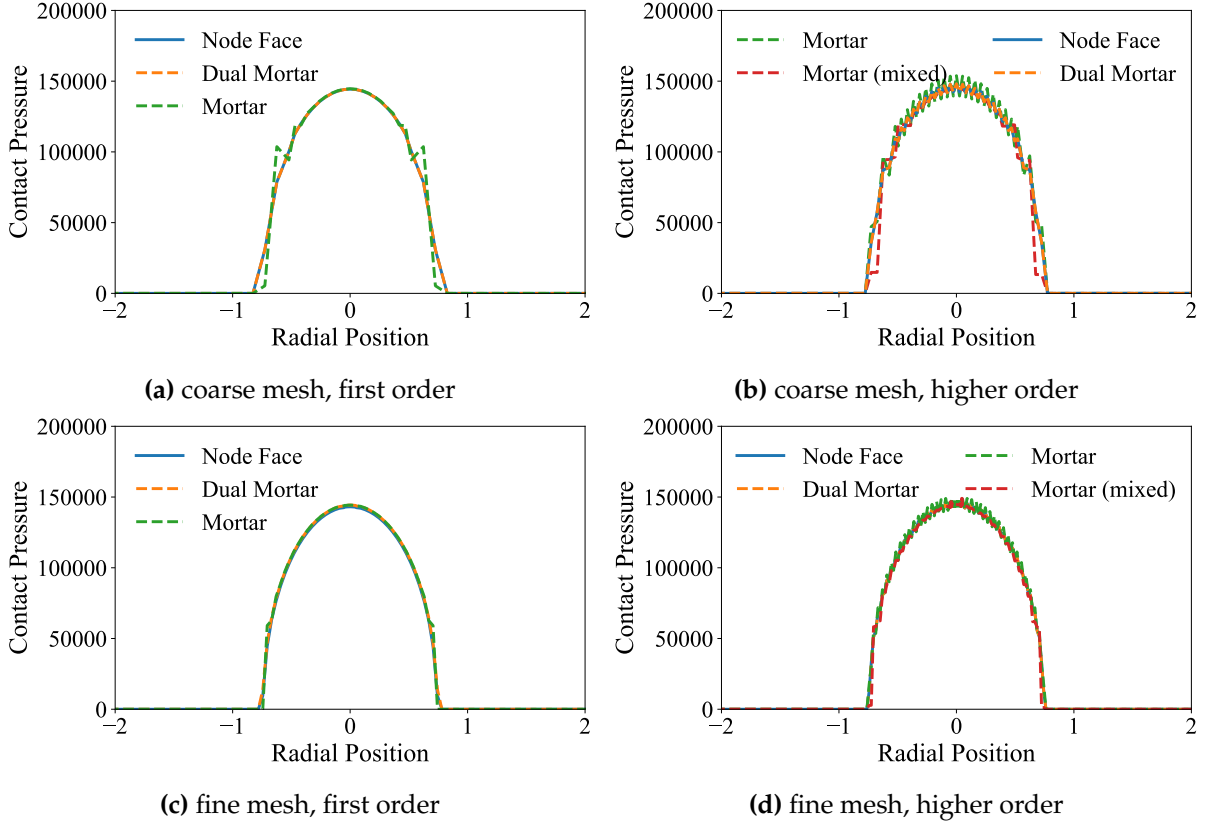 200000
150000
100000
50000
0
Contact Pressure
Node Face
Dual Mortar
Mortar
−2
−1
0
1
2
Radial Position
(a) coarse mesh, first order
200000
150000
100000
50000
0
Contact Pressure
Mortar
Mortar (mixed)
Node Face
Dual Mortar
−2
−1
0
1
2
Radial Position
(b) coarse mesh, higher order
200000
150000
100000
50000
0
Contact Pressure
Node Face
Dual Mortar
Mortar
−2
−1
0
1
2
Radial Position
(c) fine mesh, first order
200000
150000
100000
50000
0
Contact Pressure
Node Face
Dual Mortar
Mortar
Mortar (mixed)
−2
−1
0
1
2
Radial Position
(d) fine mesh, higher order